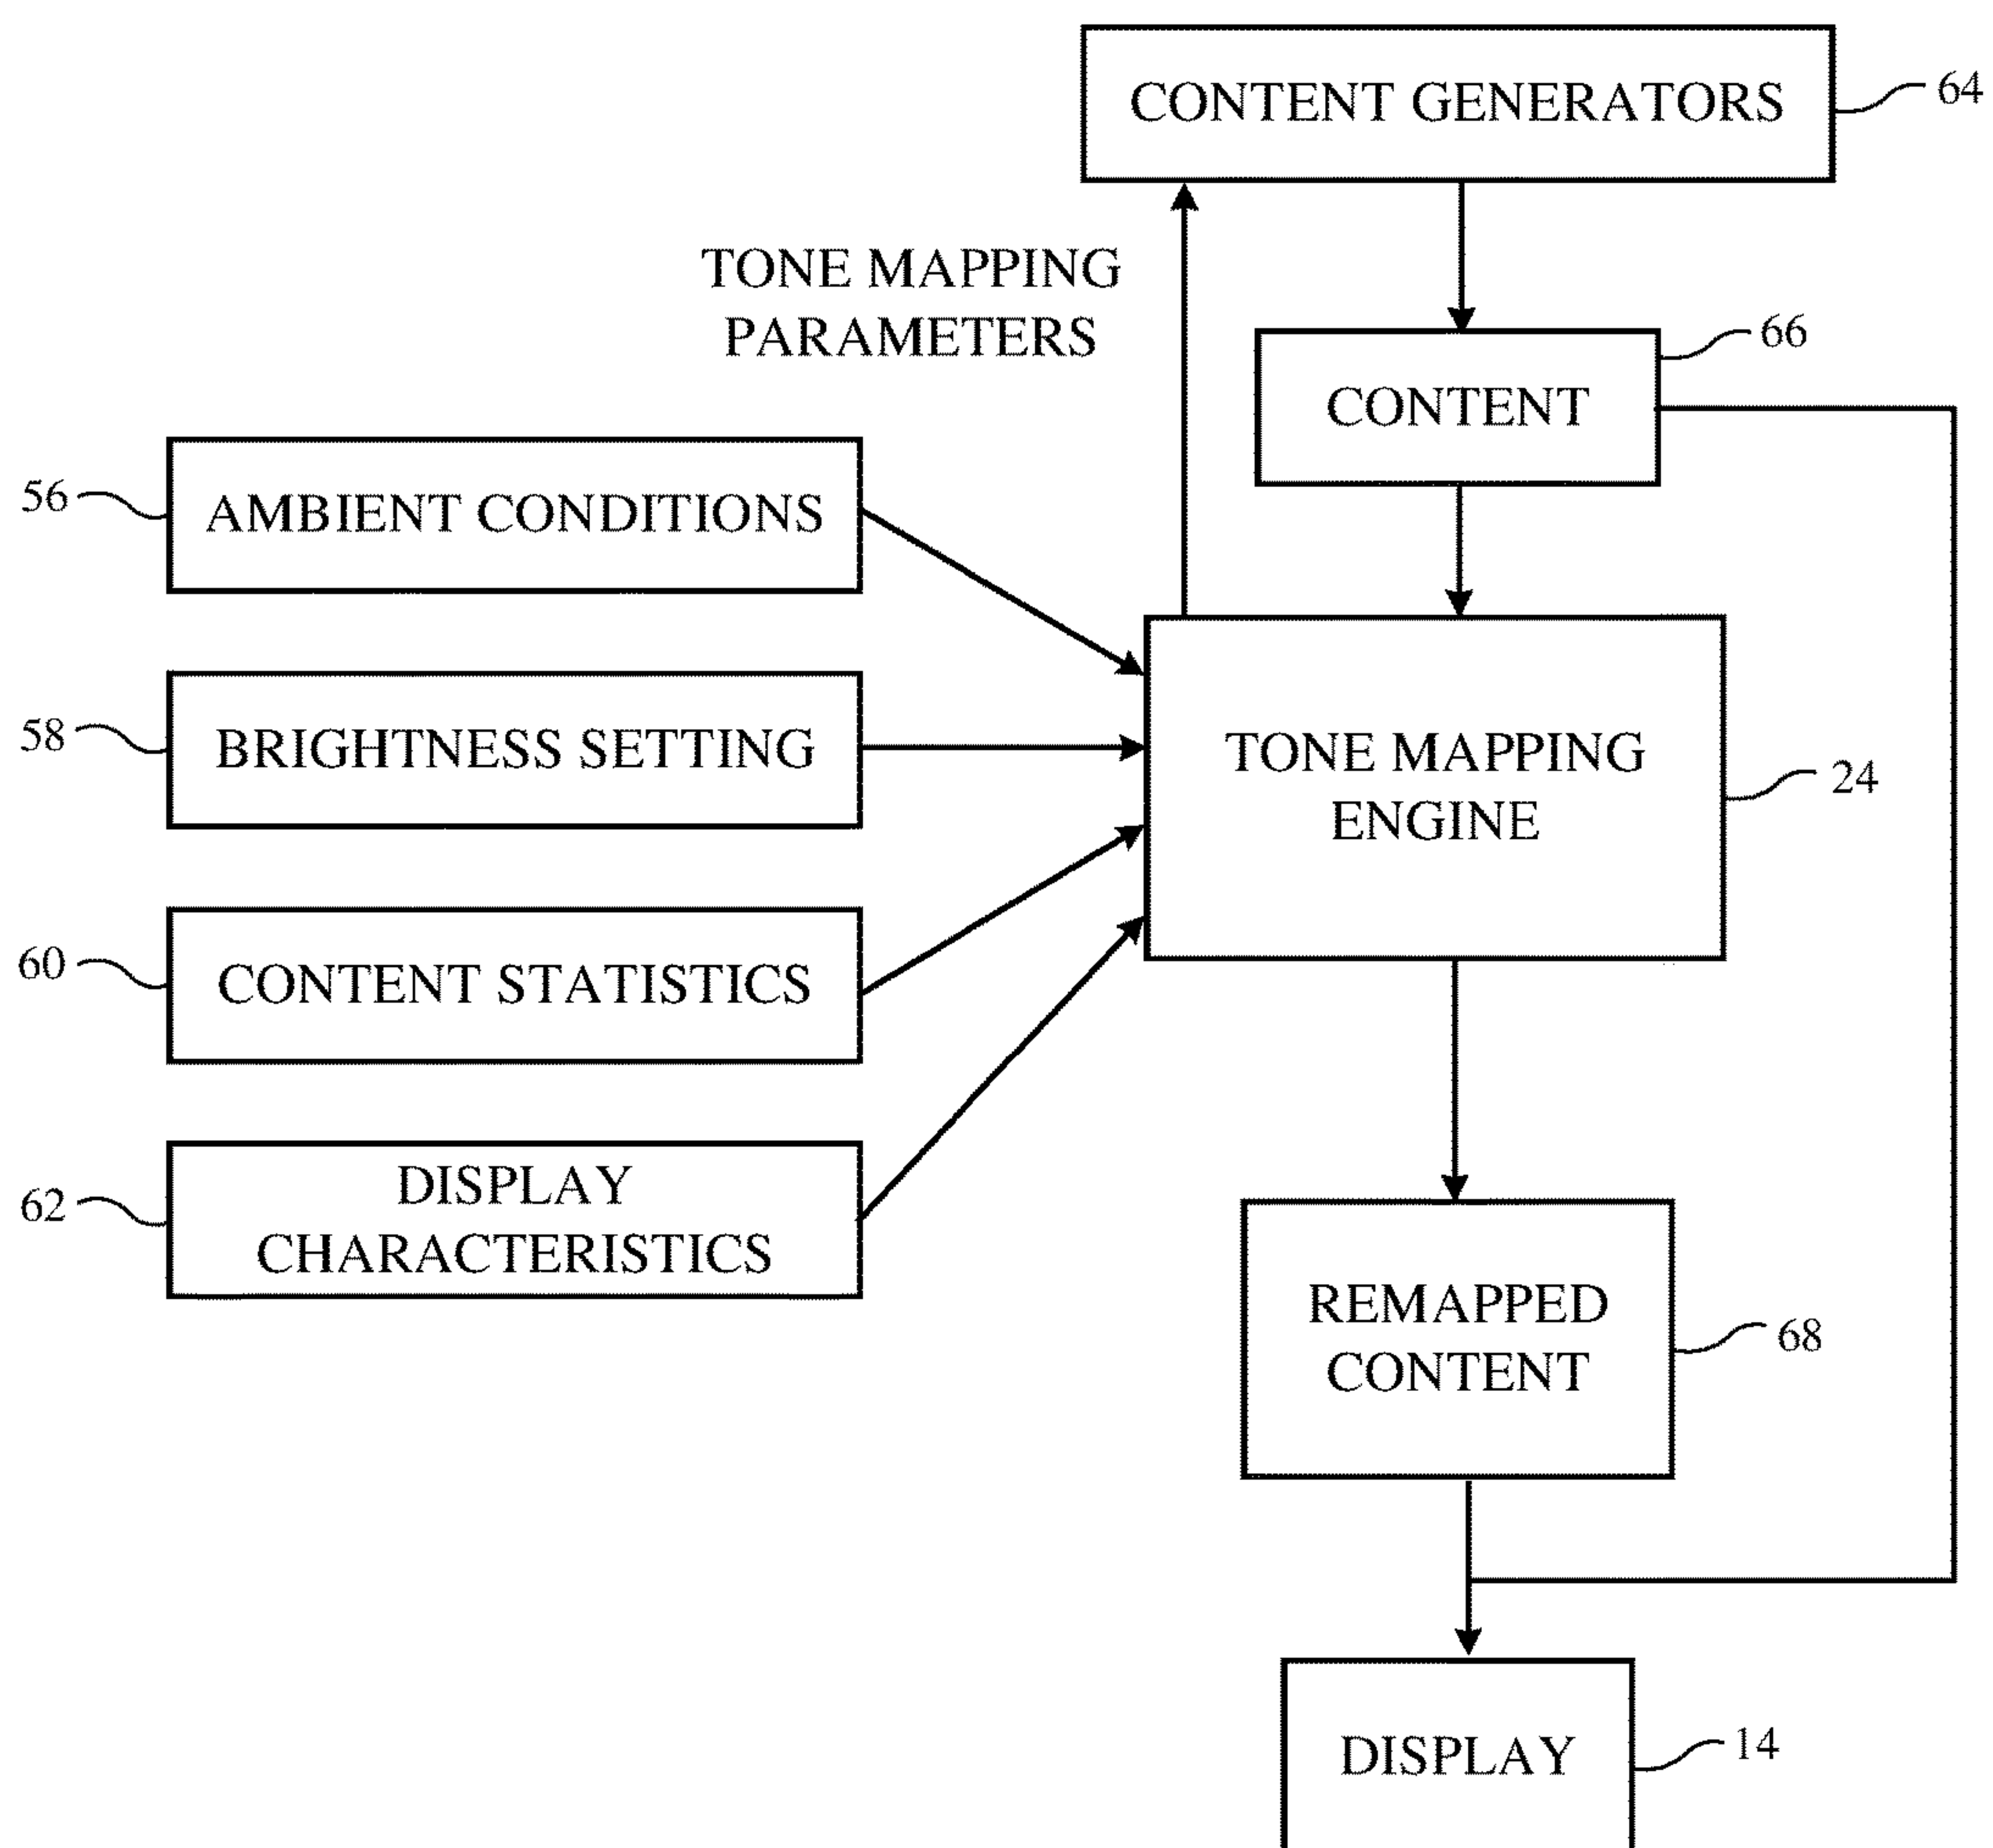 CONTENT GENERATORS
64
TONE MAPPING
PARAMETERS
66
CONTENT
56
AMBIENT CONDITIONS
58
BRIGHTNESS SETTING
TONE MAPPING
ENGINE
24
60
CONTENT STATISTICS
62
DISPLAY
CHARACTERISTICS
REMAPPED
CONTENT
68
DISPLAY
14